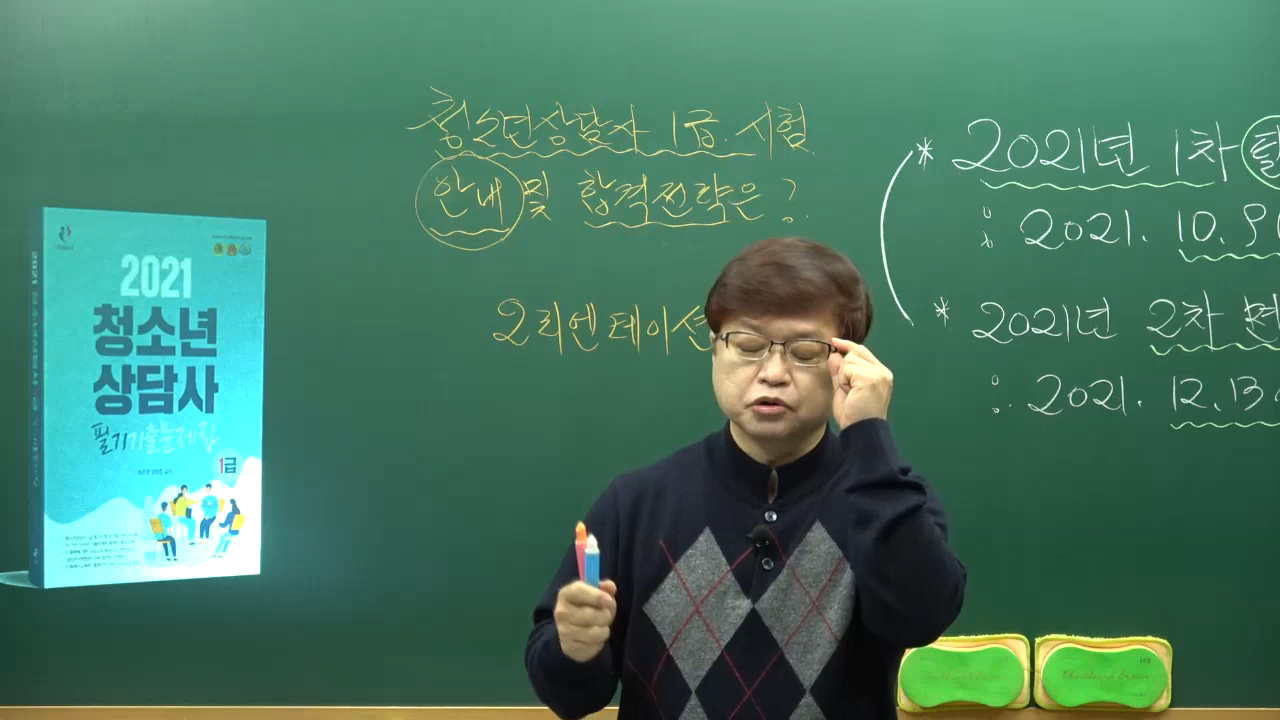 청소년상담사 1급. 시험
안내 및 합격전략은?
오리엔테이션
* 2021년 1차 필
: 2021. 10. 9(
* 2021년 2차 면
: 2021. 12. 13
2021
청소년
상담사
필기기출문제집
1급